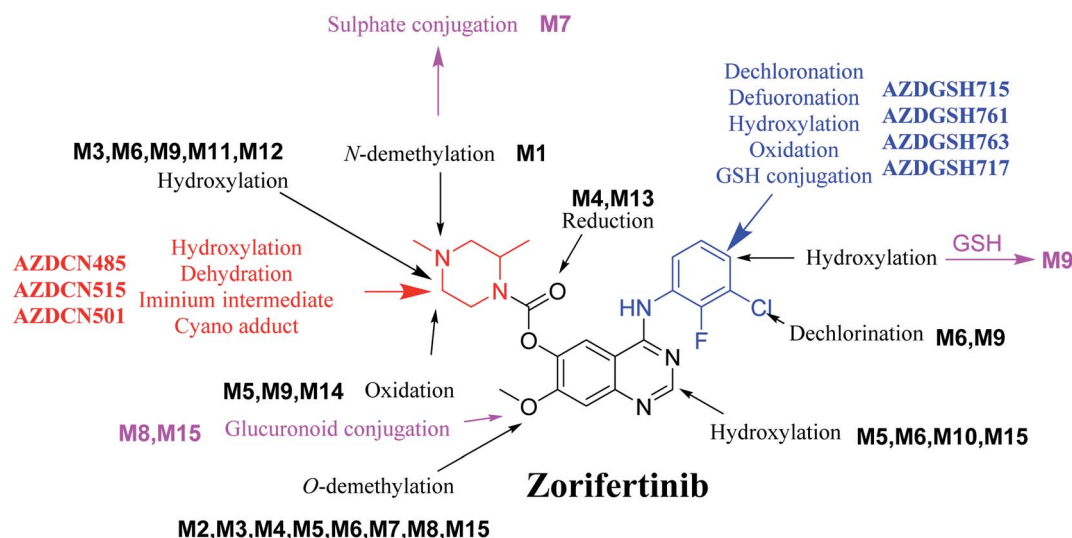 Sulphate conjugation M7
Dechloronation
Defuoronation
Hydroxylation
Oxidation
GSH conjugation
AZDGSH715
AZDGSH761
AZDGSH763
AZDGSH717
M3,M6,M9,M11,M12
Hydroxylation
N-demethylation M1
M4,M13
Reduction
AZDCN485
AZDCN515
AZDCN501
Hydroxylation
Dehydration
Iminium intermediate
Cyano adduct
Hydroxylation
GSH
M9
Dechlorination
M6,M9
N
N
O
O
HN
F
Cl
N
N
O
M5,M9,M14 Oxidation
M8,M15 Glucuronoid conjugation
Hydroxylation M5,M6,M10,M15
O-demethylation
Zorifertinib
M2,M3,M4,M5,M6,M7,M8,M15